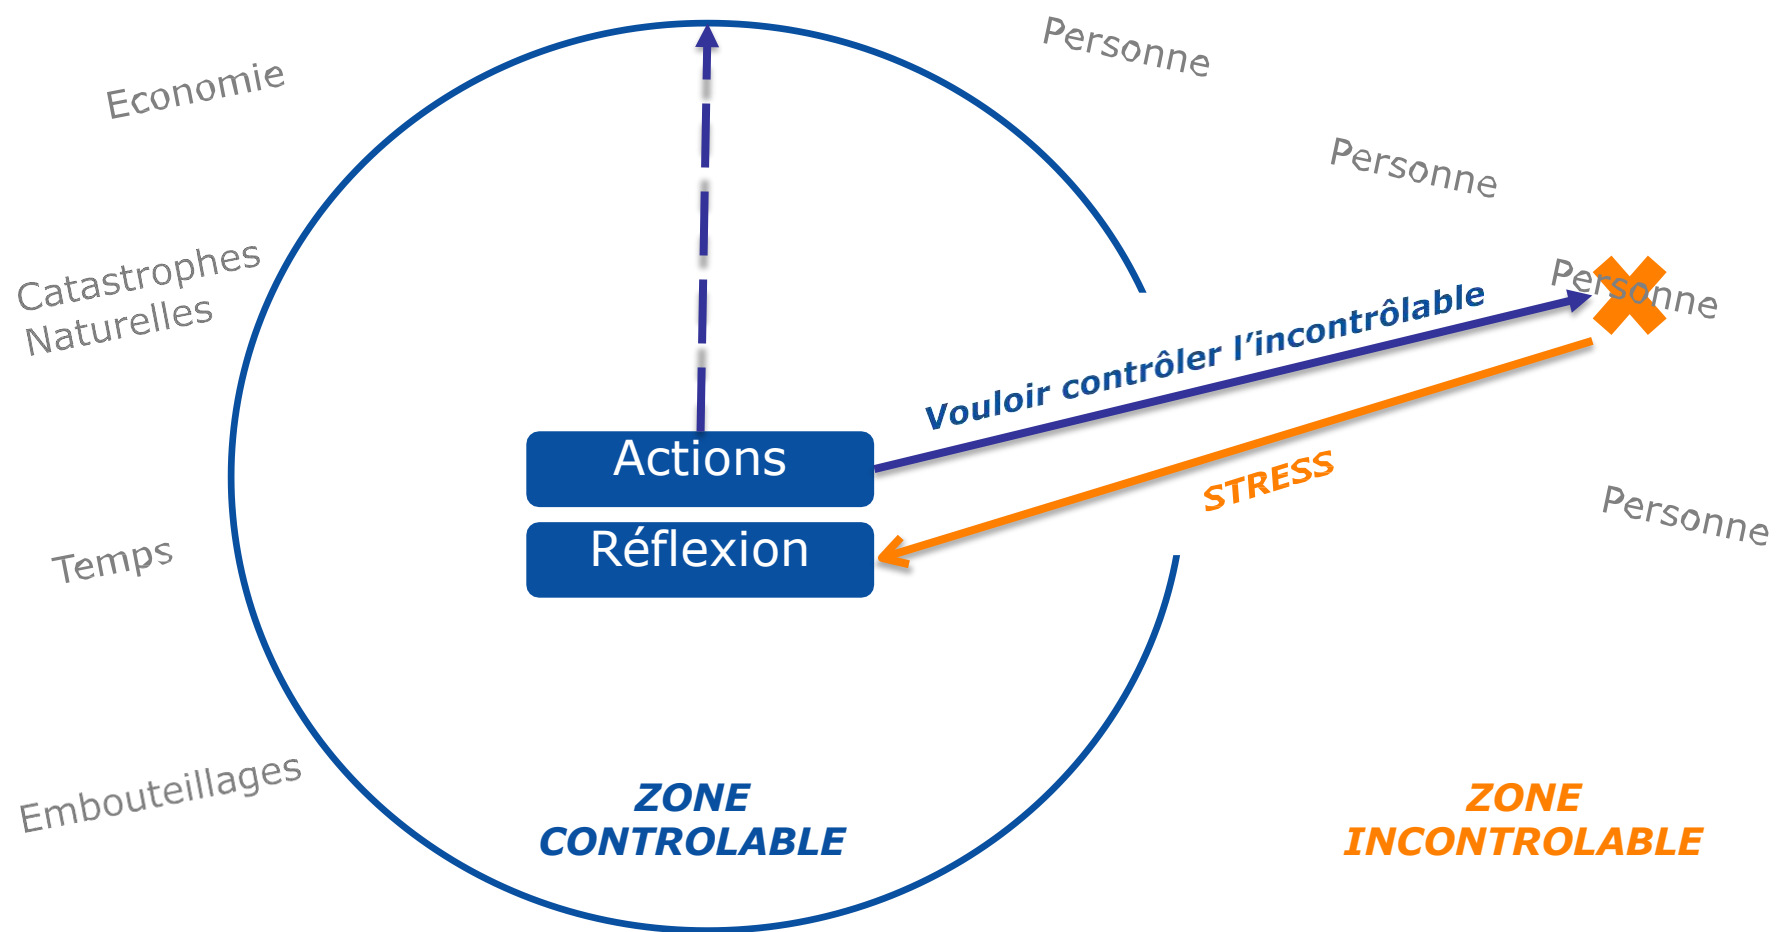 Personne
Economie
Personne
Catastrophes
Naturelles
Personne
Vouloir contrôler l’incontrôlable
Actions
STRESS
Personne
Réflexion
Temps
Embouteillages
ZONE
CONTROLABLE
ZONE
INCONTROLABLE